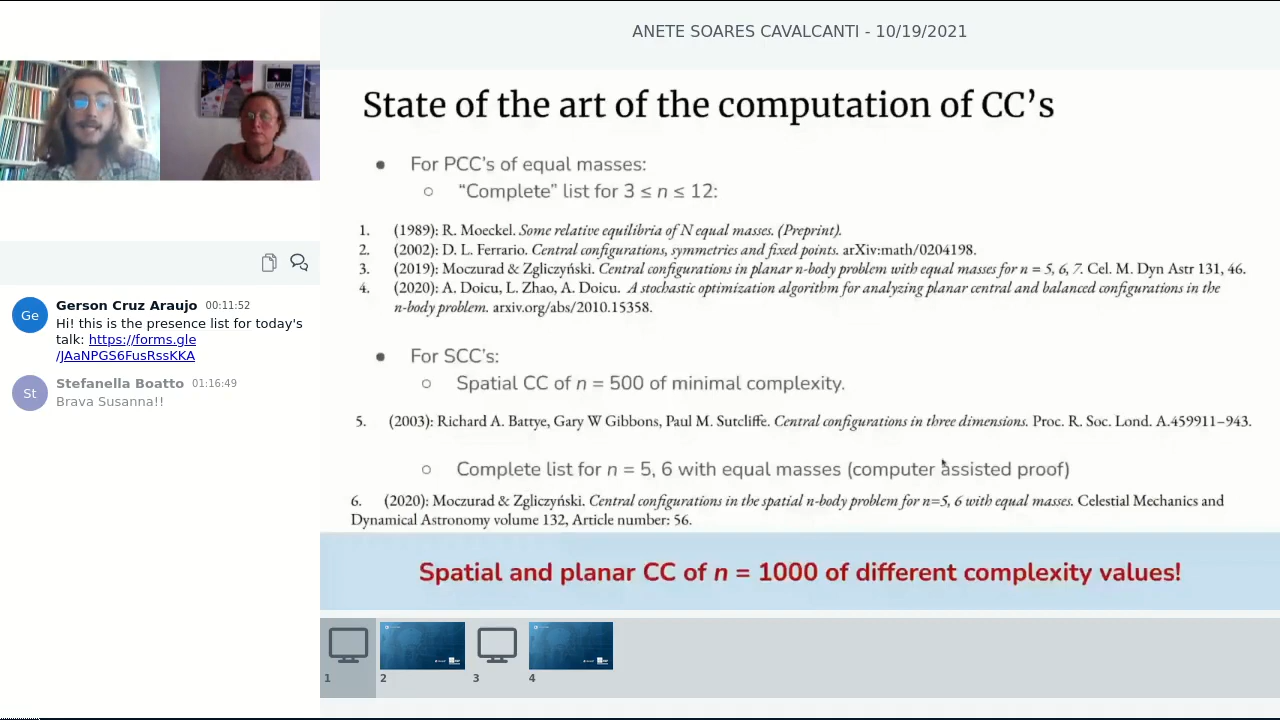 ANETE SOARES CAVALCANTI - 10/19/2021
MPM
Ge
Gerson Cruz Araujo 00:11:52
Hi! this is the presence list for today's
talk: https://forms.gle
/JAaNPGS6FusRssKKA
St
Stefanella Boatto 01:16:49
Brava Susanna!!
State of the art of the computation of CC's
● For PCC's of equal masses:
○ “Complete” list for 3 ≤ n ≤ 12:
1. (1989): R. Moeckel. Some relative equilibria of N equal masses. (Preprint).
2. (2002): D. L. Ferrario. Central configurations, symmetries and fixed points. arXiv:math/0204198.
3. (2019): Moczurad & Zgliczyński. Central configurations in planar n-body problem with equal masses for n = 5, 6, 7. Cel. M. Dyn Astr 131, 46.
4. (2020): A. Doicu, L. Zhao, A. Doicu. A stochastic optimization algorithm for analyzing planar central and balanced configurations in the
n-body problem. arxiv.org/abs/2010.15358.
● For SCC's:
○ Spatial CC of n = 500 of minimal complexity.
5. (2003): Richard A. Battye, Gary W Gibbons, Paul M. Sutcliffe. Central configurations in three dimensions. Proc. R. Soc. Lond. A.459911–943.
○ Complete list for n = 5, 6 with equal masses (computer assisted proof)
6. (2020): Moczurad & Zgliczyński. Central configurations in the spatial n-body problem for n=5, 6 with equal masses. Celestial Mechanics and
Dynamical Astronomy volume 132, Article number: 56.
Spatial and planar CC of n = 1000 of different complexity values!
1
2
3
4